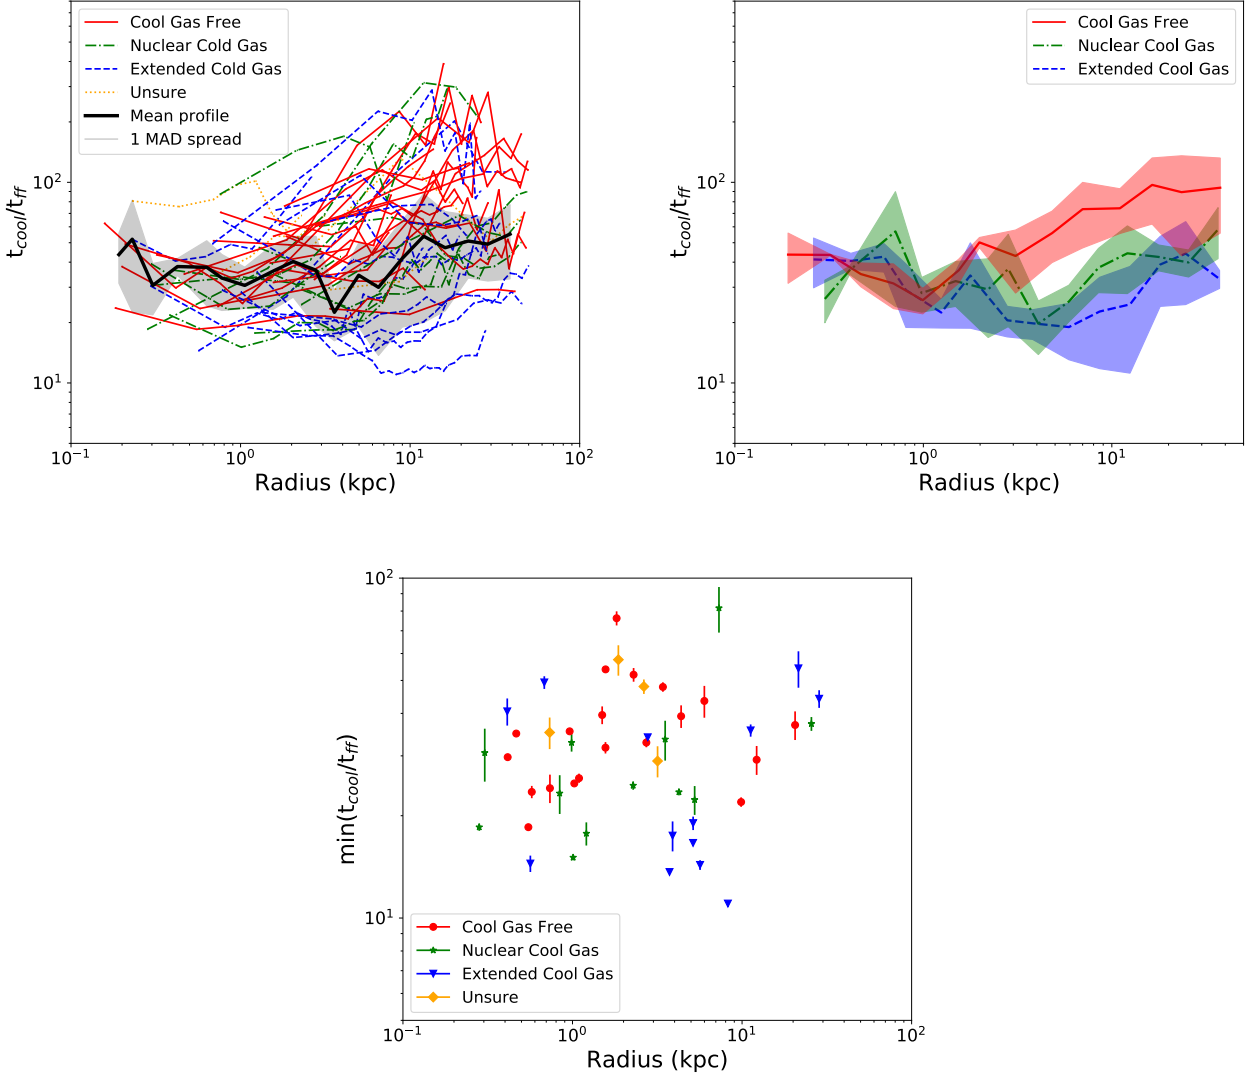 Cool Gas Free
Nuclear Cold Gas
Extended Cold Gas
Unsure
Mean profile
1 MAD spread
10²
10¹
t_cool/t_ff
10⁻¹ 10⁰ 10¹ 10²
Radius (kpc)
Cool Gas Free
Nuclear Cool Gas
Extended Cool Gas
10²
10¹
t_cool/t_ff
10⁻¹ 10⁰ 10¹
Radius (kpc)
10²
10¹
min(t_cool/t_ff)
Cool Gas Free
Nuclear Cool Gas
Extended Cool Gas
Unsure
10⁻¹ 10⁰ 10¹ 10²
Radius (kpc)